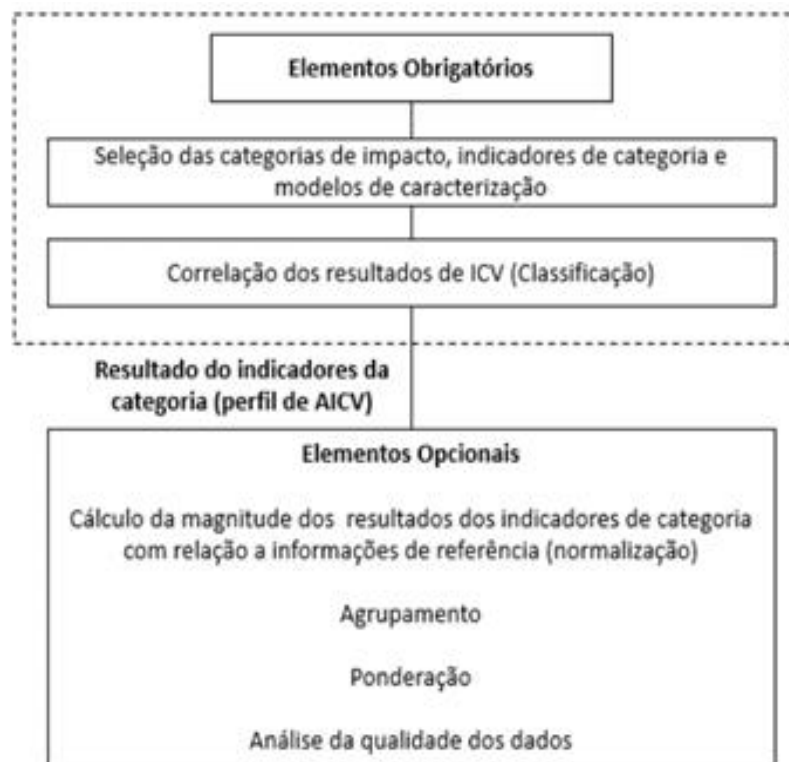 Elementos Obrigatórios
Seleção das categorias de impacto, indicadores de categoria e
modelos de caracterização
Correlação dos resultados de ICV (Classificação)
Resultado do indicadores da
categoria (perfil de AICV)
Elementos Opcionais
Cálculo da magnitude dos resultados dos indicadores de categoria
com relação a informações de referência (normalização)
Agrupamento
Ponderação
Análise da qualidade dos dados